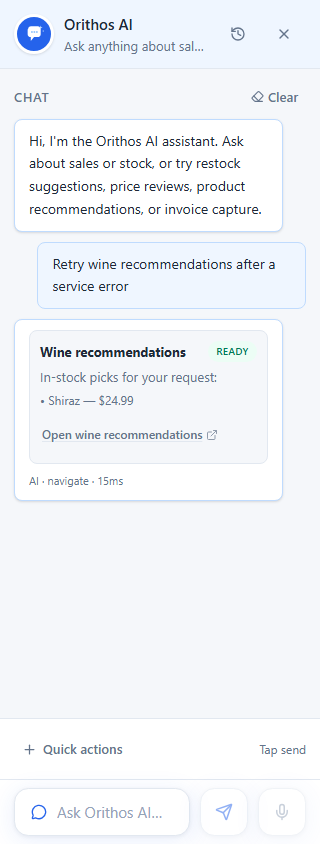 Orithos AI
Ask anything about sal...
CHAT
Clear
Hi, I'm the Orithos AI assistant. Ask
about sales or stock, or try restock
suggestions, price reviews, product
recommendations, or invoice capture.
Retry wine recommendations after a
service error
Wine recommendations READY
In-stock picks for your request:
• Shiraz — $24.99
Open wine recommendations
AI · navigate · 15ms
Quick actions
Tap send
Ask Orithos AI...